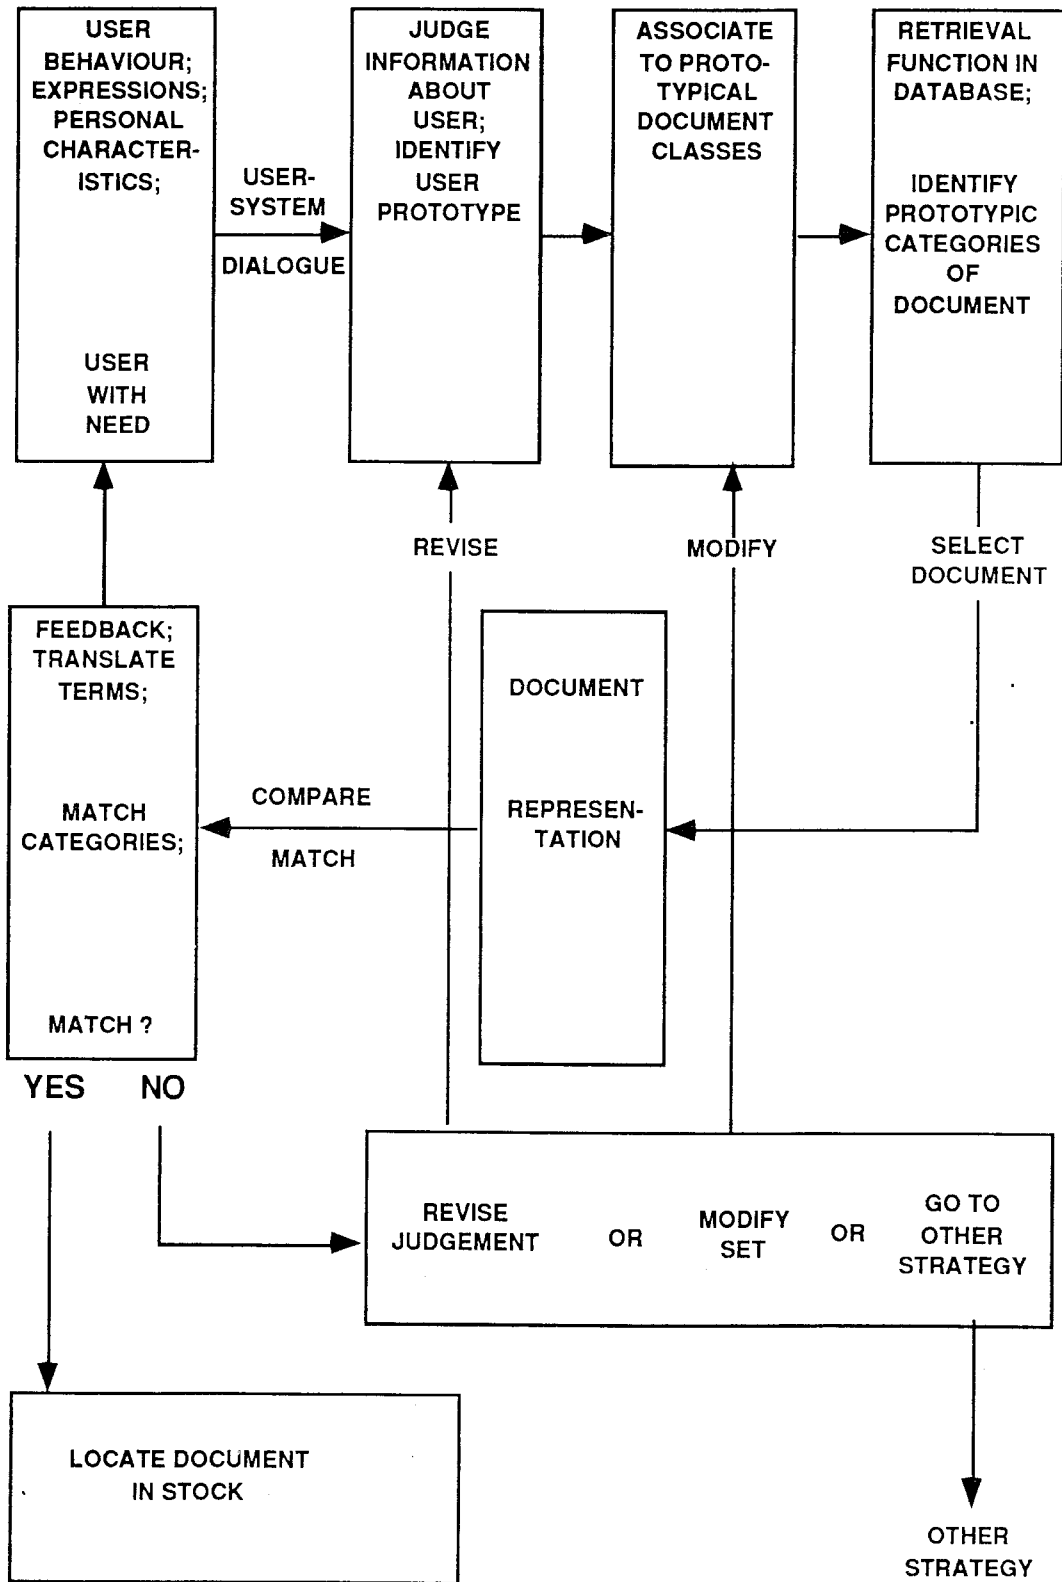 USER
BEHAVIOUR;
EXPRESSIONS;
PERSONAL
CHARACTER-
ISTICS;
USER
WITH
NEED
USER-
SYSTEM
DIALOGUE
JUDGE
INFORMATION
ABOUT
USER;
IDENTIFY
USER
PROTOTYPE
ASSOCIATE
TO PROTO-
TYPICAL
DOCUMENT
CLASSES
RETRIEVAL
FUNCTION IN
DATABASE;
IDENTIFY
PROTOTYPIC
CATEGORIES
OF
DOCUMENT
REVISE
MODIFY
SELECT
DOCUMENT
FEEDBACK;
TRANSLATE
TERMS;
MATCH
CATEGORIES;
MATCH ?
COMPARE
MATCH
DOCUMENT
REPRESEN-
TATION
YES NO
REVISE
JUDGEMENT
OR
MODIFY
SET
OR
GO TO
OTHER
STRATEGY
LOCATE DOCUMENT
IN STOCK
OTHER
STRATEGY